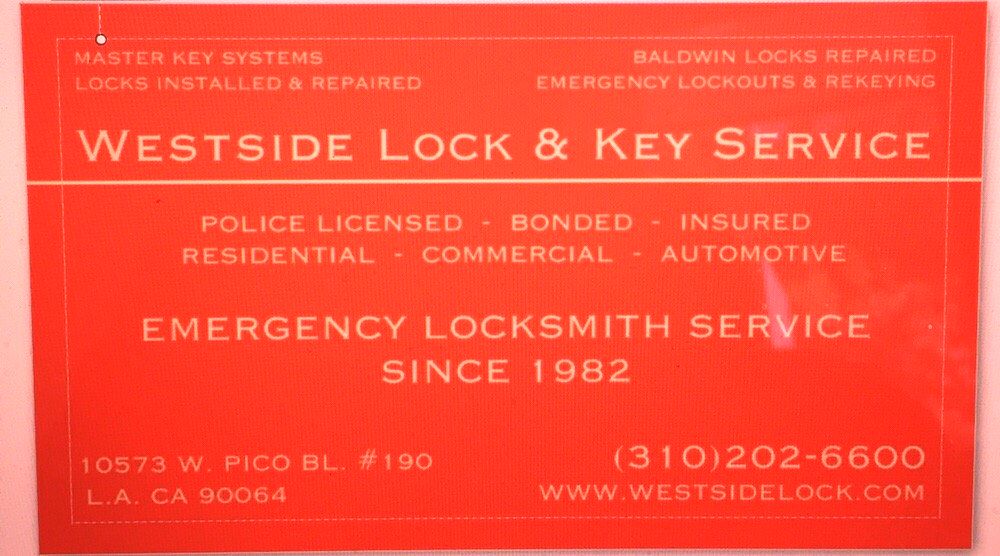 MASTER KEY SYSTEMS
LOCKS INSTALLED & REPAIRED
BALDWIN LOCKS REPAIRED
EMERGENCY LOCKOUTS & REKEYING
WESTSIDE LOCK & KEY SERVICE
POLICE LICENSED - BONDED - INSURED
RESIDENTIAL - COMMERCIAL - AUTOMOTIVE
EMERGENCY LOCKSMITH SERVICE
SINCE 1982
10573 W. PICO BL. #190
L.A. CA 90064
(310)202-6600
WWW.WESTSIDELOCK.COM